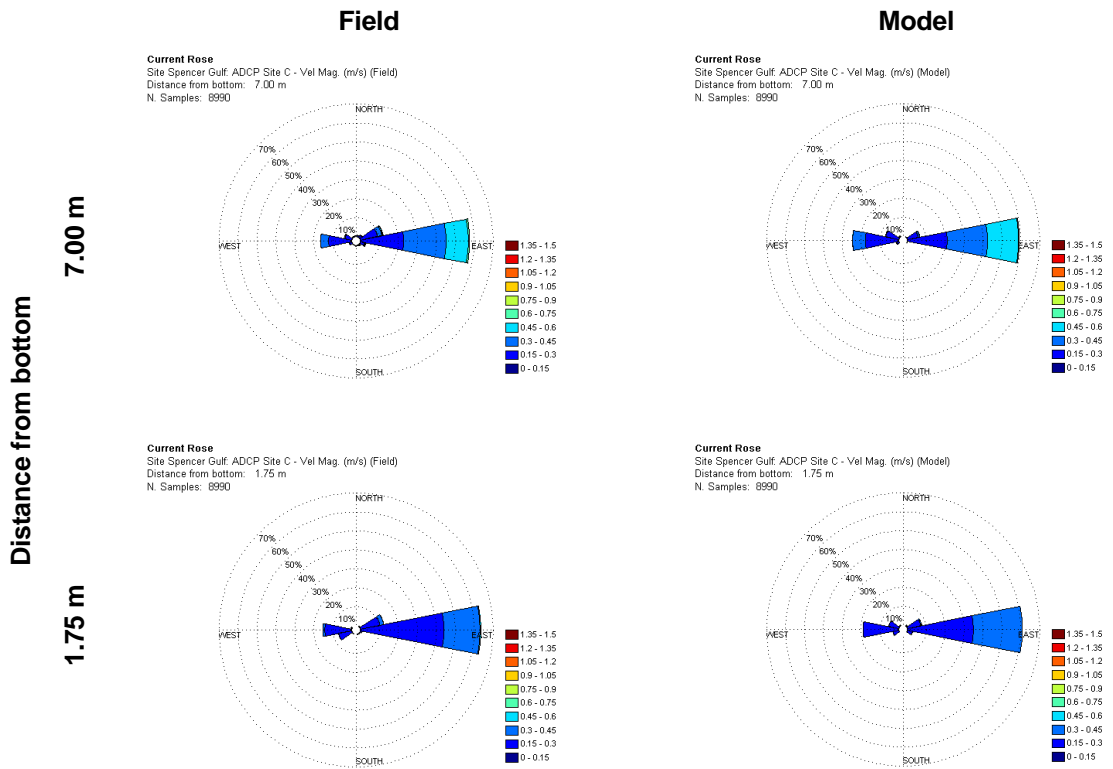 Field
Model
Distance from bottom
7.00 m
Current Rose
Site Spencer Gulf: ADCP Site C - Vel Mag. (m/s) (Field)
Distance from bottom: 7.00 m
N. Samples: 8990
NORTH
70%
60%
50%
40%
30%
20%
10%
WEST
EAST
SOUTH
1.35 - 1.5
1.2 - 1.35
1.05 - 1.2
0.9 - 1.05
0.75 - 0.9
0.6 - 0.75
0.45 - 0.6
0.3 - 0.45
0.15 - 0.3
0 - 0.15
Current Rose
Site Spencer Gulf: ADCP Site C - Vel Mag. (m/s) (Model)
Distance from bottom: 7.00 m
N. Samples: 8990
NORTH
70%
60%
50%
40%
30%
20%
10%
WEST
EAST
SOUTH
1.35 - 1.5
1.2 - 1.35
1.05 - 1.2
0.9 - 1.05
0.75 - 0.9
0.6 - 0.75
0.45 - 0.6
0.3 - 0.45
0.15 - 0.3
0 - 0.15
1.75 m
Current Rose
Site Spencer Gulf: ADCP Site C - Vel Mag. (m/s) (Field)
Distance from bottom: 1.75 m
N. Samples: 8990
NORTH
70%
60%
50%
40%
30%
20%
10%
WEST
EAST
SOUTH
1.35 - 1.5
1.2 - 1.35
1.05 - 1.2
0.9 - 1.05
0.75 - 0.9
0.6 - 0.75
0.45 - 0.6
0.3 - 0.45
0.15 - 0.3
0 - 0.15
Current Rose
Site Spencer Gulf: ADCP Site C - Vel Mag. (m/s) (Model)
Distance from bottom: 1.75 m
N. Samples: 8990
NORTH
70%
60%
50%
40%
30%
20%
10%
WEST
EAST
SOUTH
1.35 - 1.5
1.2 - 1.35
1.05 - 1.2
0.9 - 1.05
0.75 - 0.9
0.6 - 0.75
0.45 - 0.6
0.3 - 0.45
0.15 - 0.3
0 - 0.15